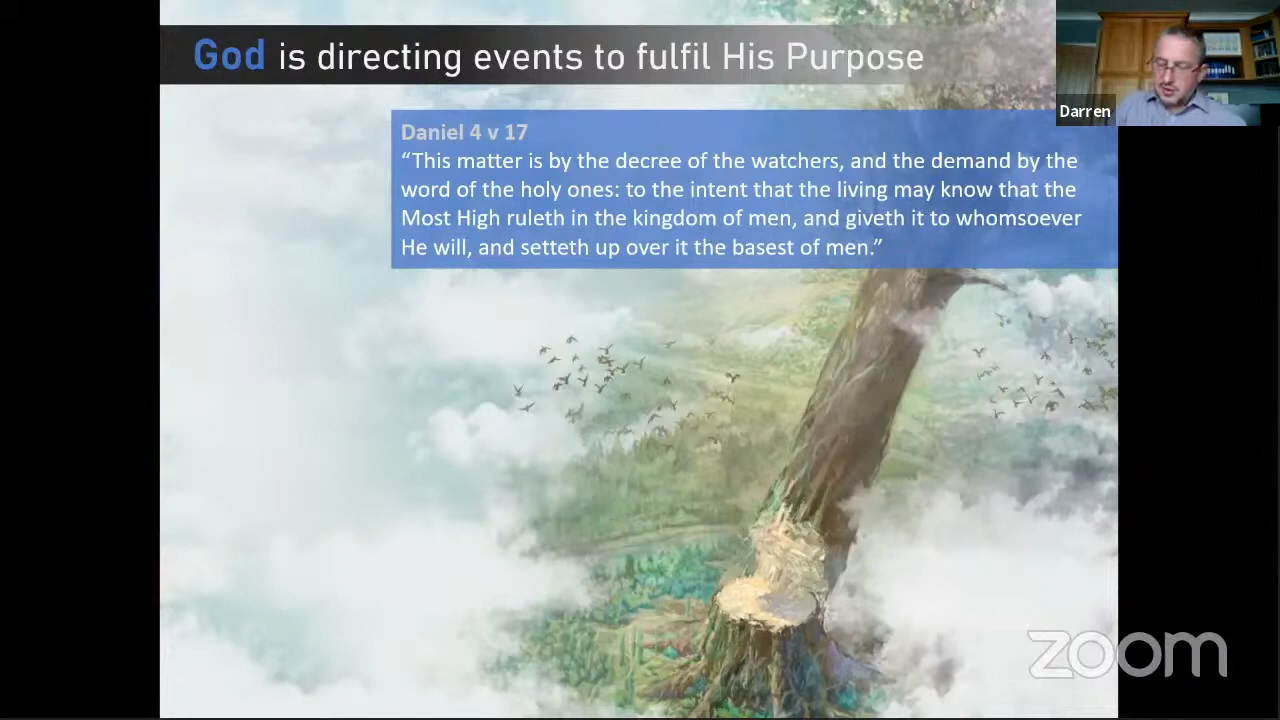 God is directing events to fulfil His Purpose
Darren
Daniel 4 v 17
“This matter is by the decree of the watchers, and the demand by the
word of the holy ones: to the intent that the living may know that the
Most High ruleth in the kingdom of men, and giveth it to whomsoever
He will, and setteth up over it the basest of men.”
zoom